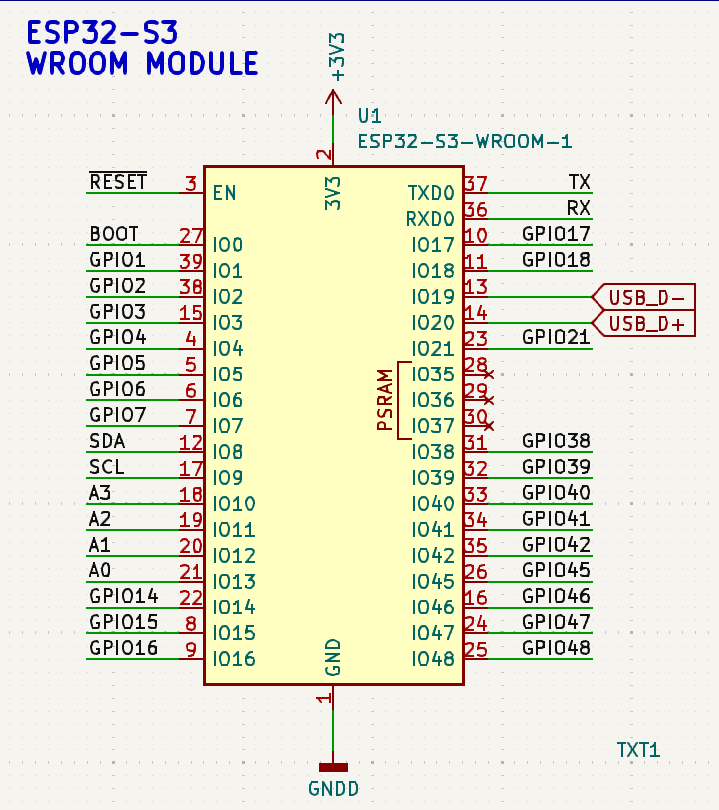 ESP32-S3
WROOM MODULE
+3V3
U1
ESP32-S3-WROOM-1
2
3V3
RESET 3 EN TXD0 37 TX
RXD0 36 RX
BOOT 27 IO0 IO17 10 GPIO17
GPIO1 39 IO1 IO18 11 GPIO18
GPIO2 38 IO2 IO19 13 USB_D-
GPIO3 15 IO3 IO20 14 USB_D+
GPIO4 4 IO4 IO21 23 GPIO21
GPIO5 5 IO5 IO35 28
GPIO6 6 IO6 PSRAM IO36 29
GPIO7 7 IO7 IO37 30
SDA 12 IO8 IO38 31 GPIO38
SCL 17 IO9 IO39 32 GPIO39
A3 18 IO10 IO40 33 GPIO40
A2 19 IO11 IO41 34 GPIO41
A1 20 IO12 IO42 35 GPIO42
A0 21 IO13 IO45 26 GPIO45
GPIO14 22 IO14 IO46 16 GPIO46
GPIO15 8 IO15 IO47 24 GPIO47
GPIO16 9 IO16 IO48 25 GPIO48
GND
1
GNDD
TXT1